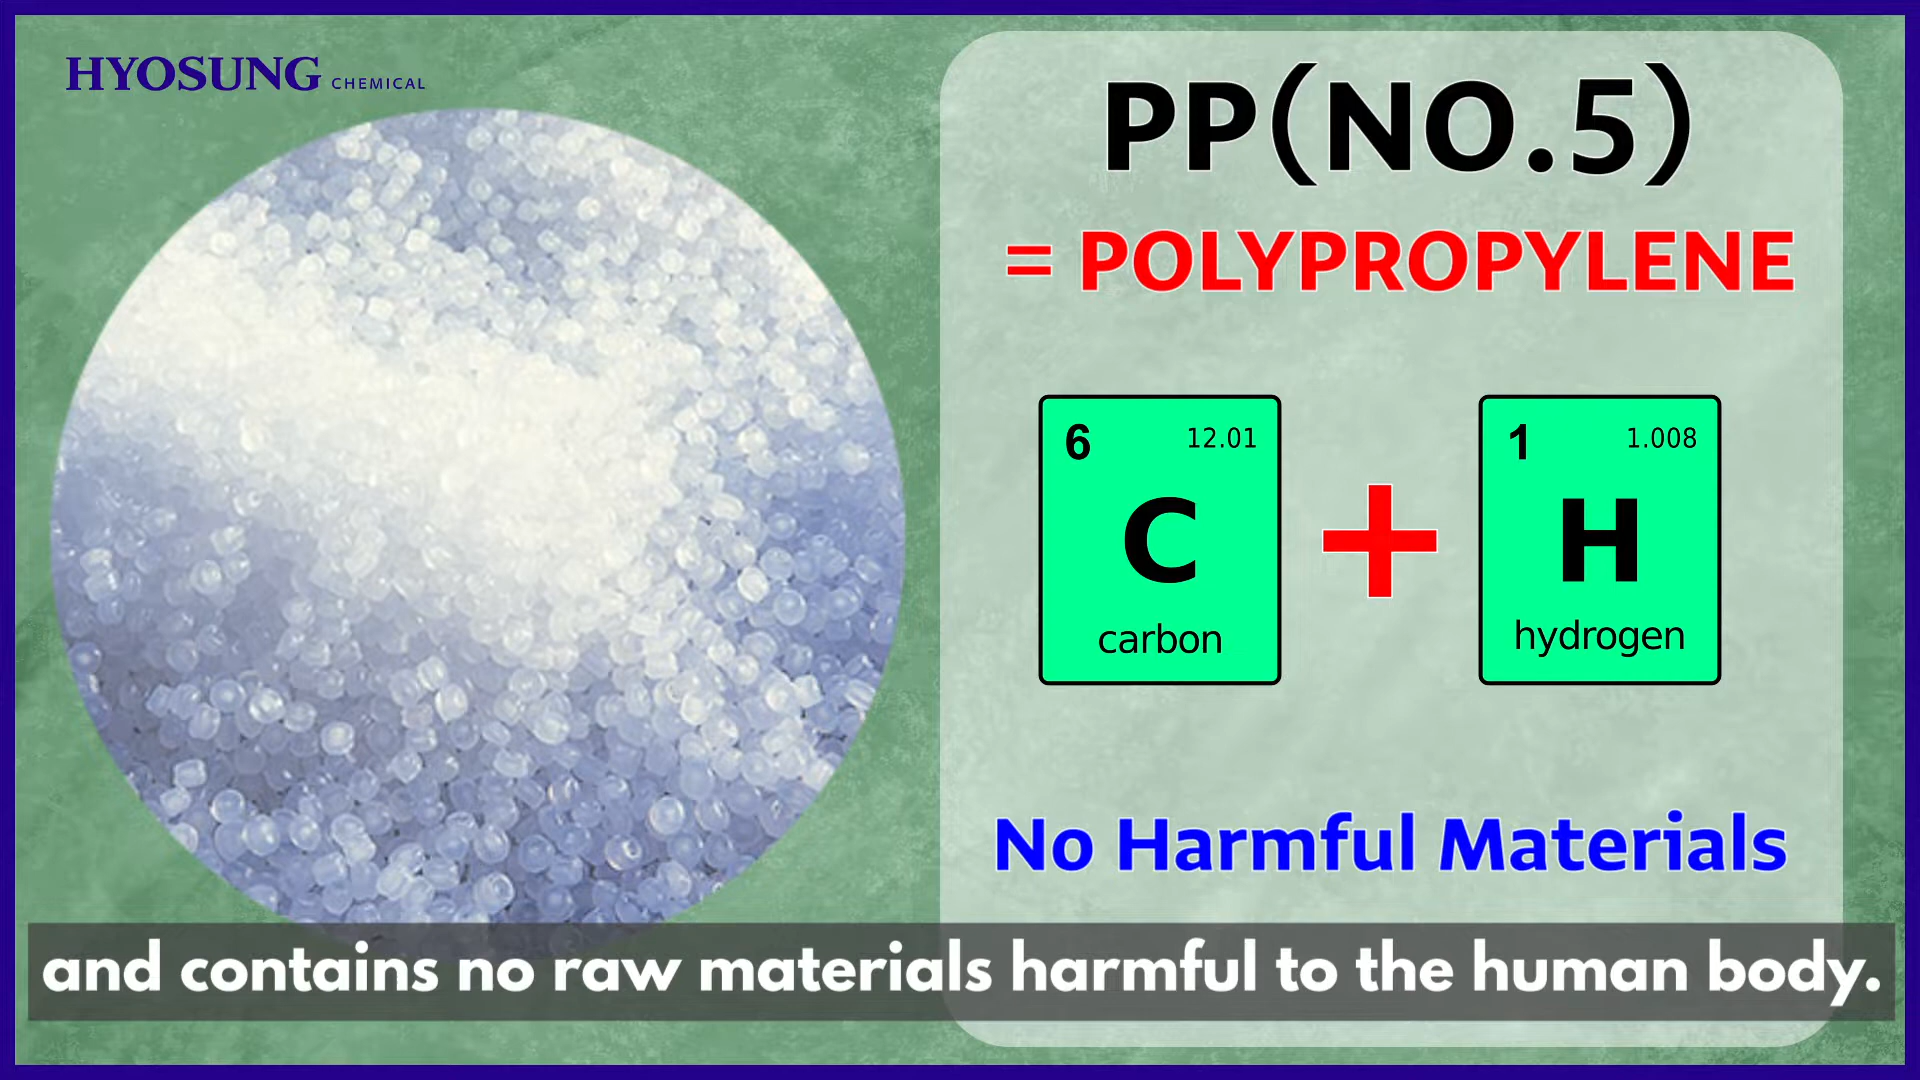 HYOSUNG CHEMICAL
PP(NO.5)
= POLYPROPYLENE
6 12.01
C
carbon
+
1 1.008
H
hydrogen
No Harmful Materials
and contains no raw materials harmful to the human body.